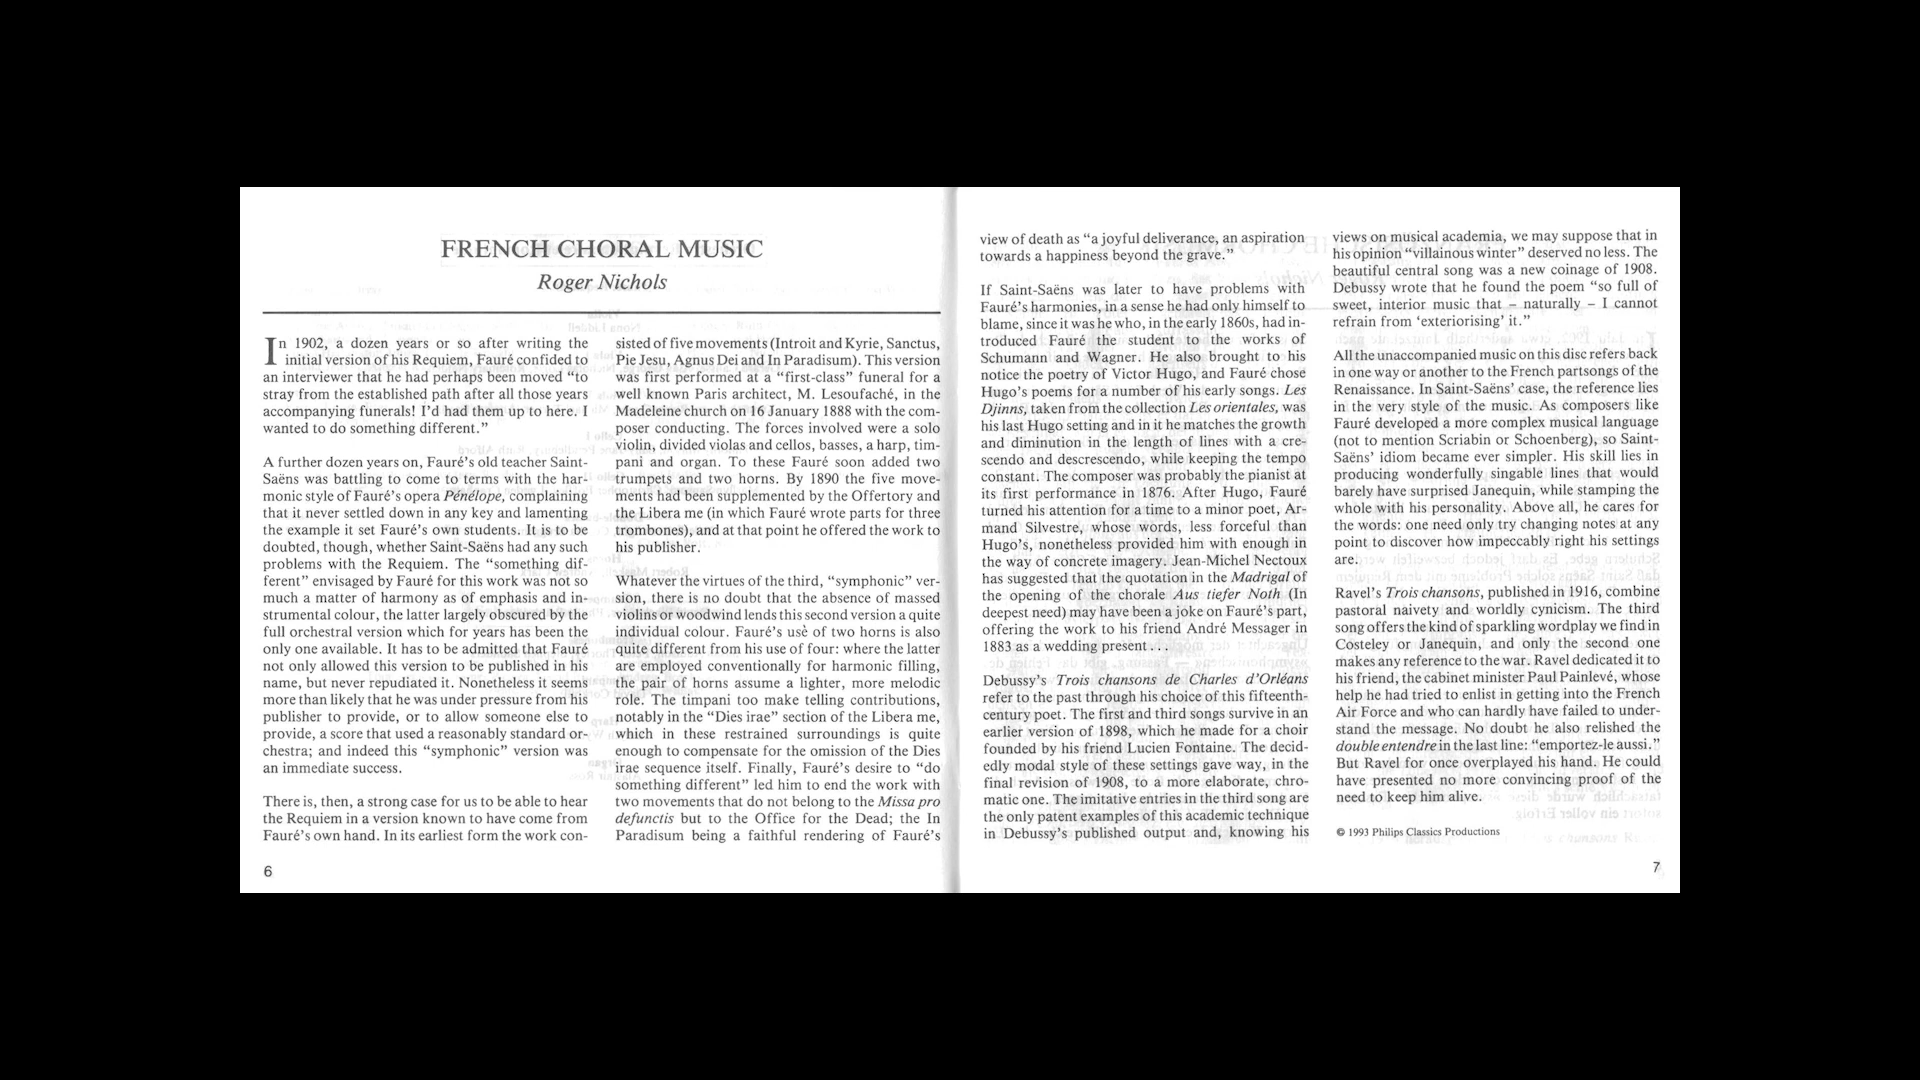 FRENCH CHORAL MUSIC
Roger Nichols
In 1902, a dozen years or so after writing the
initial version of his Requiem, Fauré confided to
an interviewer that he had perhaps been moved “to
stray from the established path after all those years
accompanying funerals! I’d had them up to here. I
wanted to do something different.”
A further dozen years on, Fauré’s old teacher Saint-
Saëns was battling to come to terms with the har-
monic style of Fauré’s opera Pénélope, complaining
that it never settled down in any key and lamenting
the example it set Fauré’s own students. It is to be
doubted, though, whether Saint-Saëns had any such
problems with the Requiem. The “something dif-
ferent” envisaged by Fauré for this work was not so
much a matter of harmony as of emphasis and in-
strumental colour, the latter largely obscured by the
full orchestral version which for years has been the
only one available. It has to be admitted that Fauré
not only allowed this version to be published in his
name, but never repudiated it. Nonetheless it seems
more than likely that he was under pressure from his
publisher to provide, or to allow someone else to
provide, a score that used a reasonably standard or-
chestra; and indeed this “symphonic” version was
an immediate success.
There is, then, a strong case for us to be able to hear
the Requiem in a version known to have come from
Fauré’s own hand. In its earliest form the work con-
sisted of five movements (Introit and Kyrie, Sanctus,
Pie Jesu, Agnus Dei and In Paradisum). This version
was first performed at a “first-class” funeral for a
well known Paris architect, M. Lesoufaché, in the
Madeleine church on 16 January 1888 with the com-
poser conducting. The forces involved were a solo
violin, divided violas and cellos, basses, a harp, tim-
pani and organ. To these Fauré soon added two
trumpets and two horns. By 1890 the five move-
ments had been supplemented by the Offertory and
the Libera me (in which Fauré wrote parts for three
trombones), and at that point he offered the work to
his publisher.
Whatever the virtues of the third, “symphonic” ver-
sion, there is no doubt that the absence of massed
violins or woodwind lends this second version a quite
individual colour. Fauré’s use of two horns is also
quite different from his use of four: where the latter
are employed conventionally for harmonic filling,
the pair of horns assume a lighter, more melodic
role. The timpani too make telling contributions,
notably in the “Dies irae” section of the Libera me,
which in these restrained surroundings is quite
enough to compensate for the omission of the Dies
irae sequence itself. Finally, Fauré’s desire to “do
something different” led him to end the work with
two movements that do not belong to the Missa pro
defunctis but to the Office for the Dead; the In
Paradisum being a faithful rendering of Fauré’s
6
view of death as “a joyful deliverance, an aspiration
towards a happiness beyond the grave.”
If Saint-Saëns was later to have problems with
Fauré’s harmonies, in a sense he had only himself to
blame, since it was he who, in the early 1860s, had in-
troduced Fauré the student to the works of
Schumann and Wagner. He also brought to his
notice the poetry of Victor Hugo, and Fauré chose
Hugo’s poems for a number of his early songs. Les
Djinns, taken from the collection Les orientales, was
his last Hugo setting and in it he matches the growth
and diminution in the length of lines with a cre-
scendo and descrescendo, while keeping the tempo
constant. The composer was probably the pianist at
its first performance in 1876. After Hugo, Fauré
turned his attention for a time to a minor poet, Ar-
mand Silvestre, whose words, less forceful than
Hugo’s, nonetheless provided him with enough in
the way of concrete imagery. Jean-Michel Nectoux
has suggested that the quotation in the Madrigal of
the opening of the chorale Aus tiefer Noth (In
deepest need) may have been a joke on Fauré’s part,
offering the work to his friend André Messager in
1883 as a wedding present...
Debussy’s Trois chansons de Charles d’Orléans
refer to the past through his choice of this fifteenth-
century poet. The first and third songs survive in an
earlier version of 1898, which he made for a choir
founded by his friend Lucien Fontaine. The decid-
edly modal style of these settings gave way, in the
final revision of 1908, to a more elaborate, chro-
matic one. The imitative entries in the third song are
the only patent examples of this academic technique
in Debussy’s published output and, knowing his
views on musical academia, we may suppose that in
his opinion “villainous winter” deserved no less. The
beautiful central song was a new coinage of 1908.
Debussy wrote that he found the poem “so full of
sweet, interior music that – naturally – I cannot
refrain from ‘exteriorising’ it.”
All the unaccompanied music on this disc refers back
in one way or another to the French partsongs of the
Renaissance. In Saint-Saëns’ case, the reference lies
in the very style of the music. As composers like
Fauré developed a more complex musical language
(not to mention Scriabin or Schoenberg), so Saint-
Saëns’ idiom became ever simpler. His skill lies in
producing wonderfully singable lines that would
barely have surprised Janequin, while stamping the
whole with his personality. Above all, he cares for
the words: one need only try changing notes at any
point to discover how impeccably right his settings
are.
Ravel’s Trois chansons, published in 1916, combine
pastoral naivety and worldly cynicism. The third
song offers the kind of sparkling wordplay we find in
Costeley or Janequin, and only the second one
makes any reference to the war. Ravel dedicated it to
his friend, the cabinet minister Paul Painlevé, whose
help he had tried to enlist in getting into the French
Air Force and who can hardly have failed to under-
stand the message. No doubt he also relished the
double entendre in the last line: “emportez-le aussi.”
But Ravel for once overplayed his hand. He could
have presented no more convincing proof of the
need to keep him alive.
© 1993 Philips Classics Productions
7